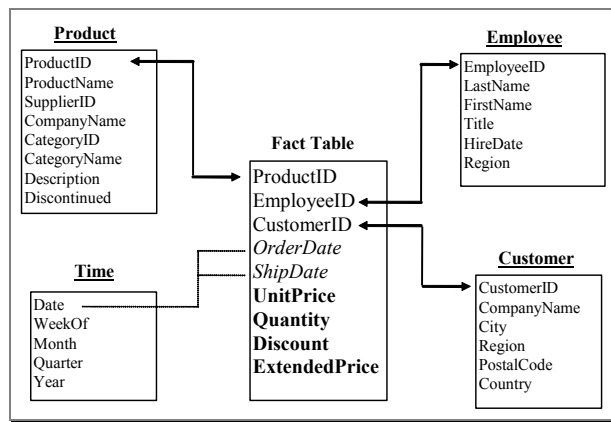 Product
ProductID
ProductName
SupplierID
CompanyName
CategoryID
CategoryName
Description
Discontinued
Employee
EmployeeID
LastName
FirstName
Title
HireDate
Region
Fact Table
ProductID
EmployeeID
CustomerID
OrderDate
ShipDate
UnitPrice
Quantity
Discount
ExtendedPrice
Time
Date
WeekOf
Month
Quarter
Year
Customer
CustomerID
CompanyName
City
Region
PostalCode
Country